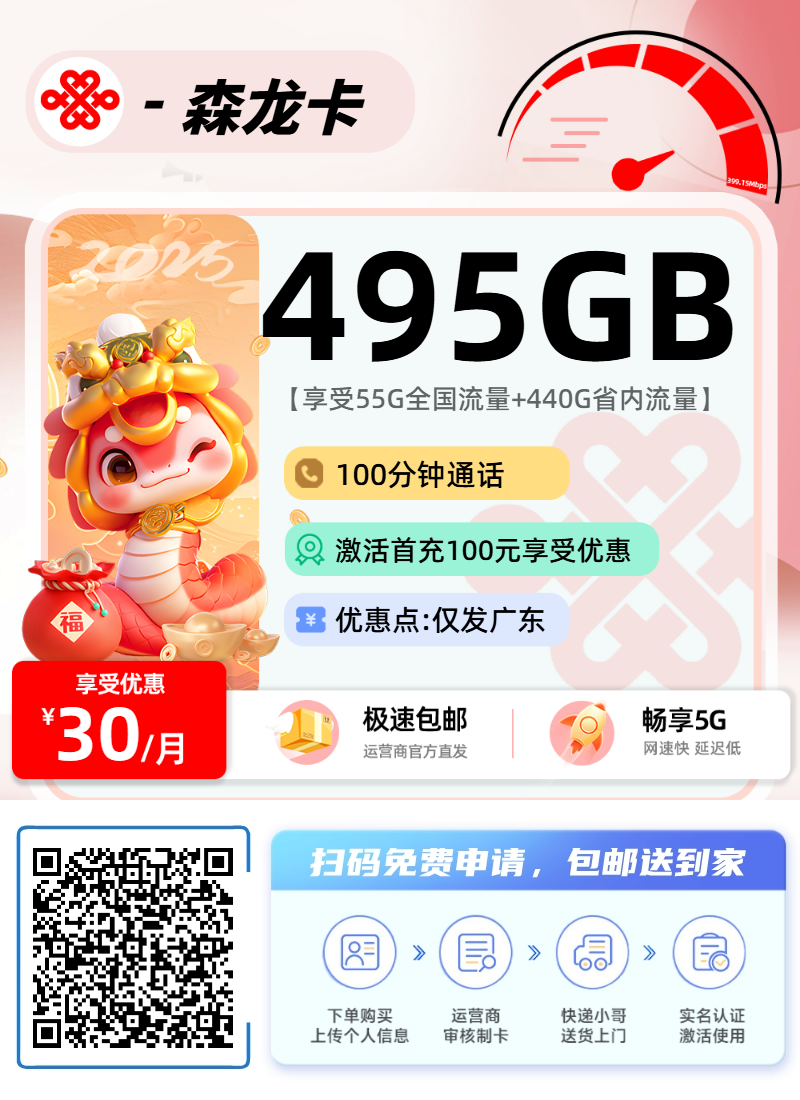 - 森龙卡
399.15Mbps
2025
495GB
【享受55G全国流量+440G省内流量】
100分钟通话
激活首充100元享受优惠
优惠点:仅发广东
福
享受优惠
¥30/月
极速包邮
运营商官方直发
畅享5G
网速快 延迟低
扫码免费申请，包邮送到家
下单购买
上传个人信息
运营商
审核制卡
快递小哥
送货上门
实名认证
激活使用